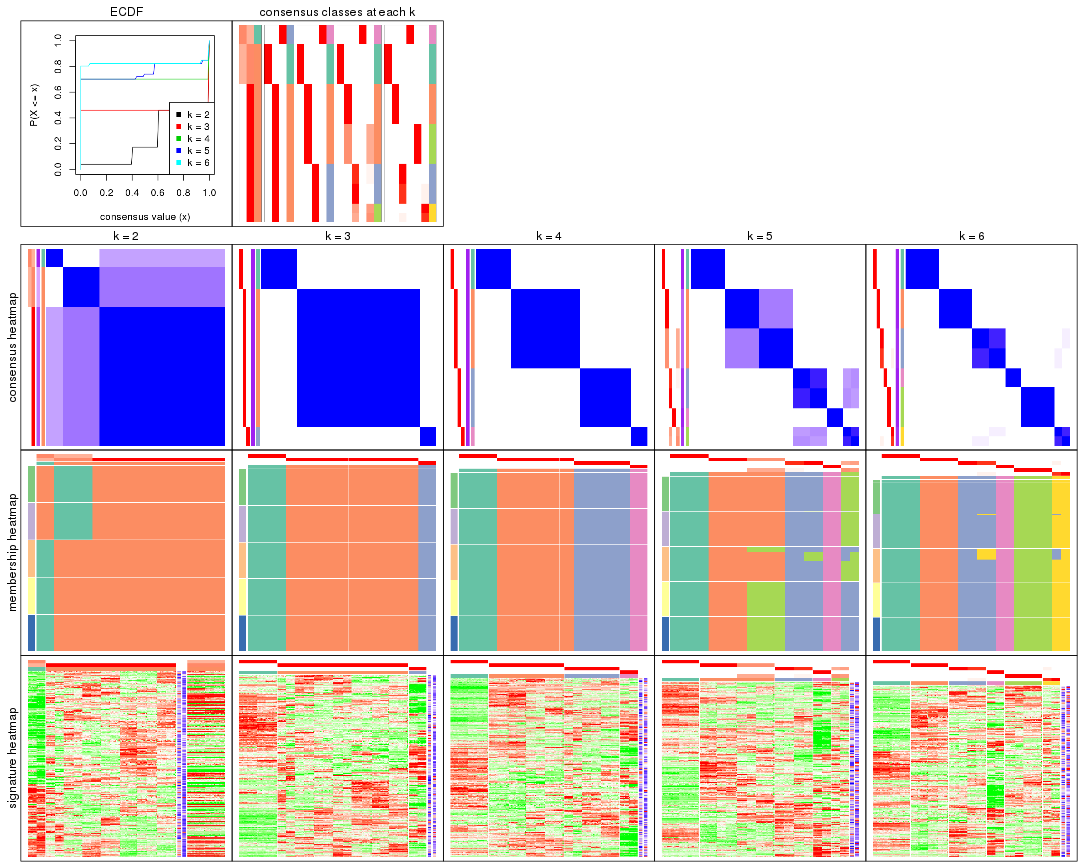 ECDF
consensus classes at each k
P(X <= x)
0.0 0.2 0.4 0.6 0.8 1.0
k = 2
k = 3
k = 4
k = 5
k = 6
0.0 0.2 0.4 0.6 0.8 1.0
consensus value (x)
k = 2
k = 3
k = 4
k = 5
k = 6
consensus heatmap
membership heatmap
signature heatmap